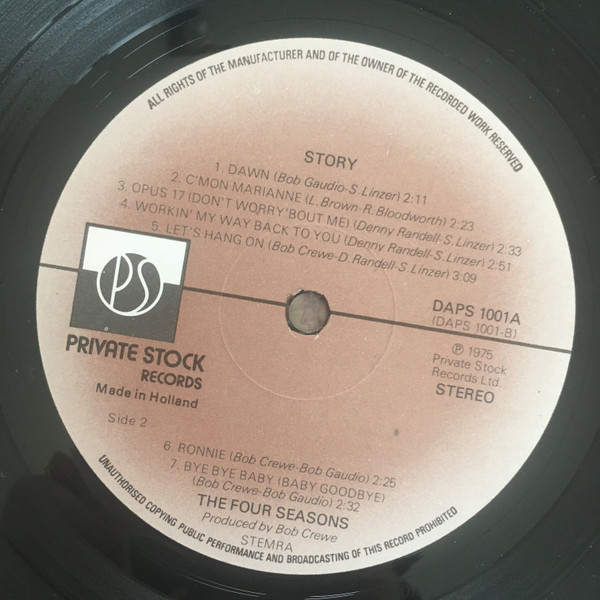 ALL RIGHTS OF THE MANUFACTURER AND OF THE OWNER OF THE RECORDED WORK RESERVED
STORY
1. DAWN (Bob Gaudio-S. Linzer) 2:11
2. C'MON MARIANNE (L. Brown-R. Bloodworth) 2:23
3. OPUS 17 (DON'T WORRY 'BOUT ME) (Denny Randell-S. Linzer) 2:33
4. WORKIN' MY WAY BACK TO YOU (Denny Randell-S. Linzer) 2:51
5. LET'S HANG ON (Bob Crewe-D. Randell-S. Linzer) 3:09
PS
PRIVATE STOCK
RECORDS
Made in Holland
Side 2
DAPS 1001A
(DAPS 1001-B)
℗ 1975
Private Stock
Records Ltd.
STEREO
6. RONNIE (Bob Crewe-Bob Gaudio) 2:25
7. BYE BYE BABY (BABY GOODBYE)
(Bob Crewe-Bob Gaudio) 2:32
THE FOUR SEASONS
Produced by Bob Crewe
STEMRA
UNAUTHORISED COPYING PUBLIC PERFORMANCE AND BROADCASTING OF THIS RECORD PROHIBITED